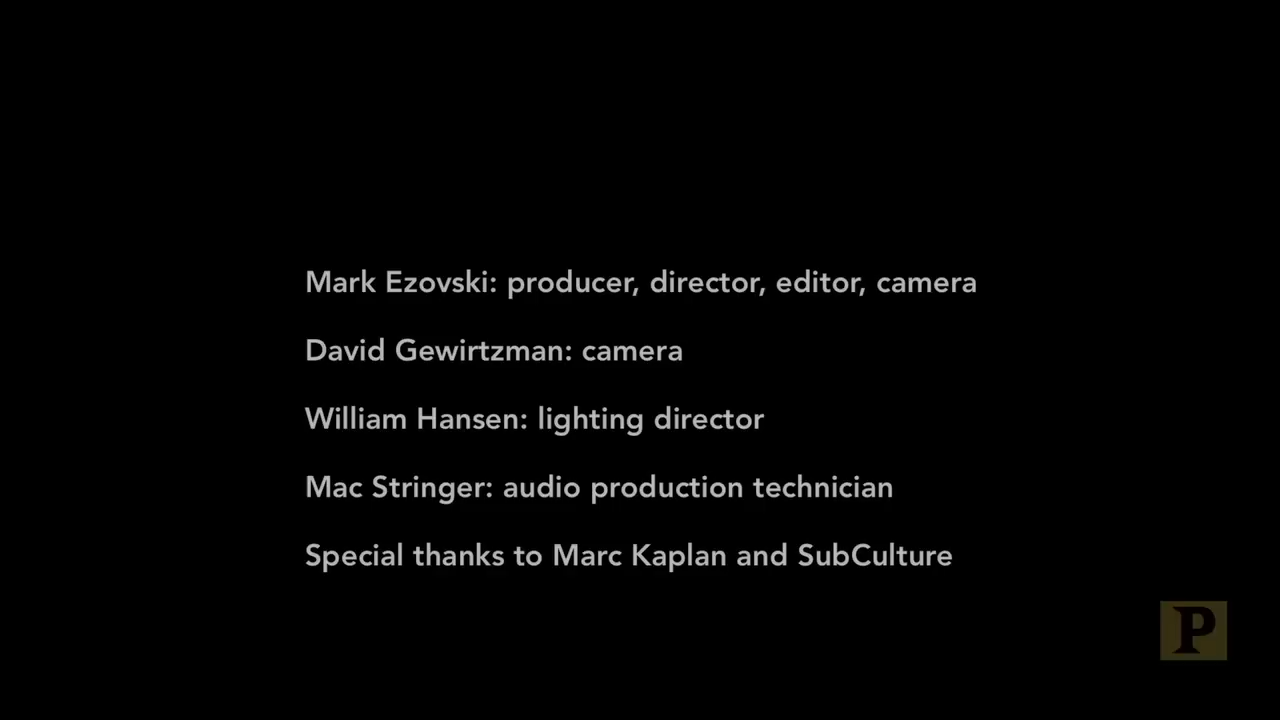 Mark Ezovski: producer, director, editor, camera
David Gewirtzman: camera
William Hansen: lighting director
Mac Stringer: audio production technician
Special thanks to Marc Kaplan and SubCulture
P